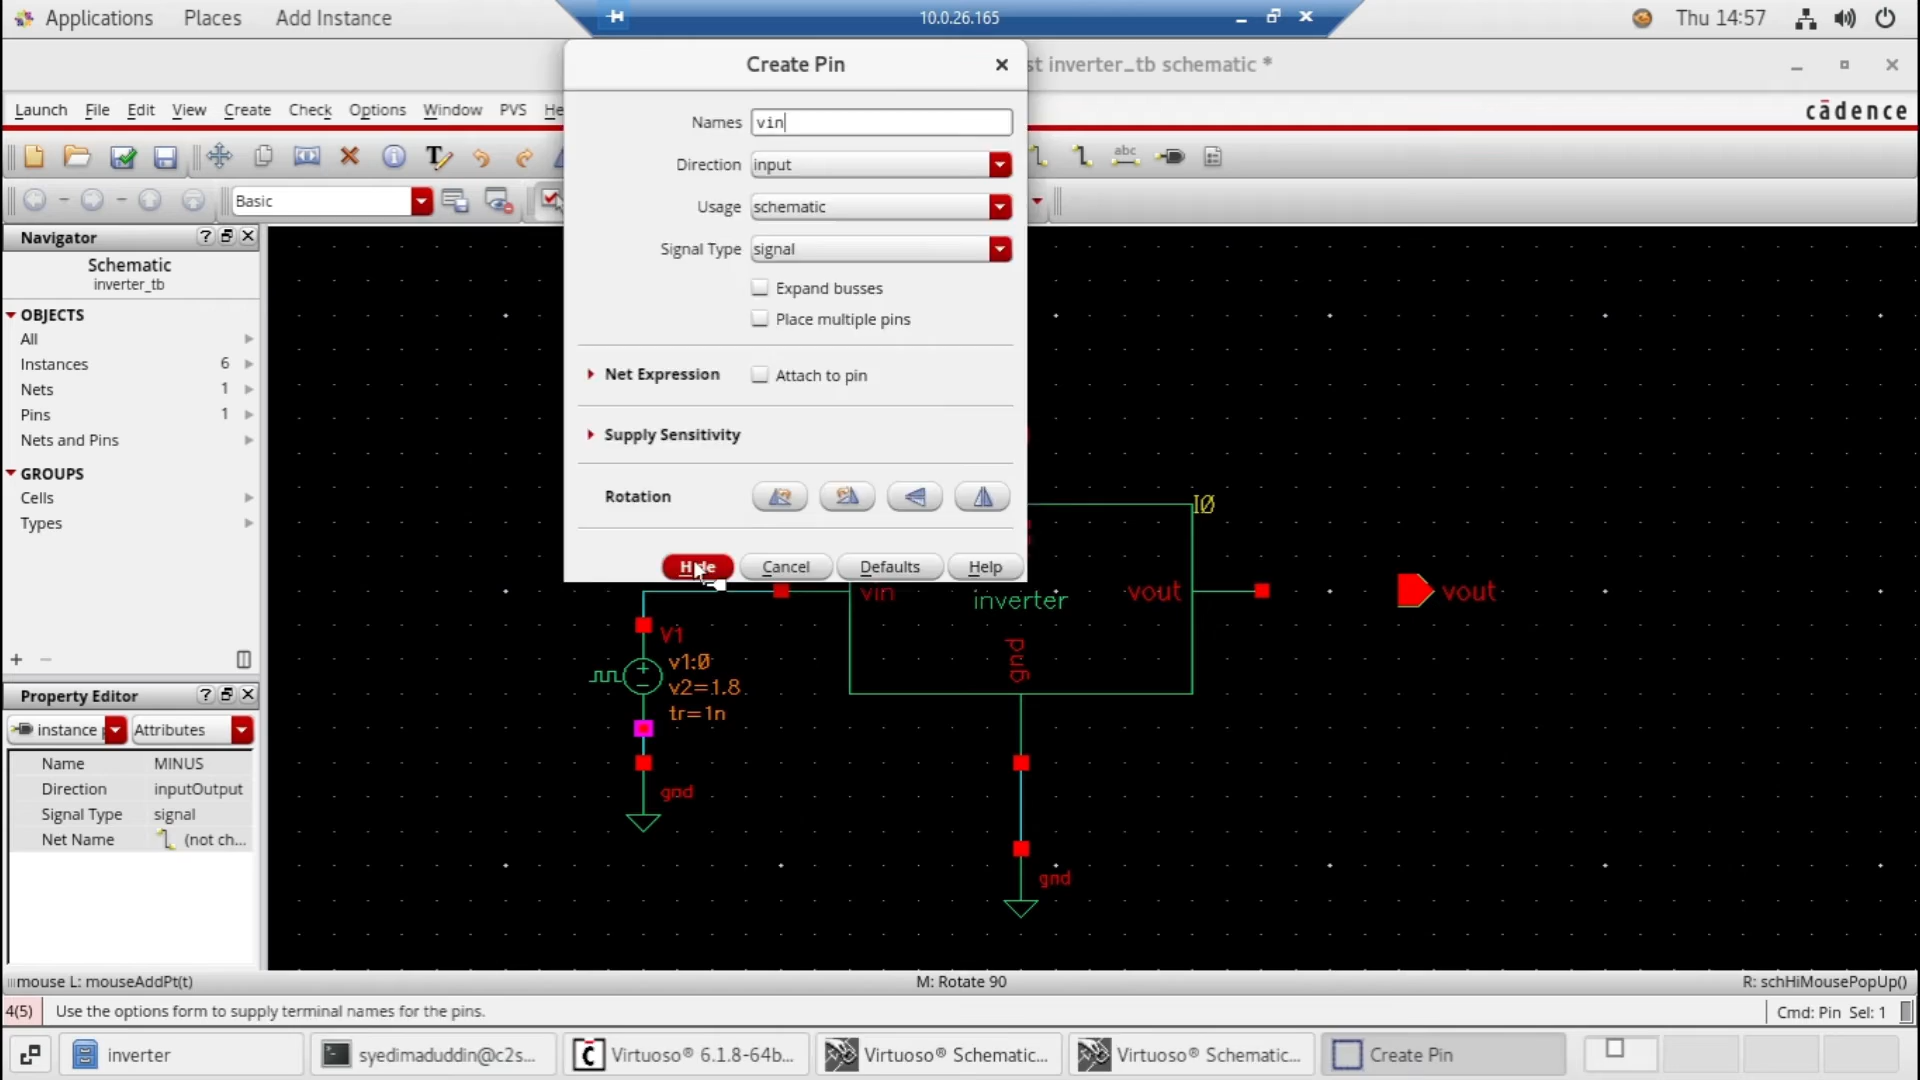 Applications Places Add Instance 10.0.26.165 Thu 14:57
Create Pin
st inverter_tb schematic *
Launch File Edit View Create Check Options Window PVS He
cādence
Names vin
Direction input
Usage schematic
Signal Type signal
Expand busses
Place multiple pins
Net Expression Attach to pin
Supply Sensitivity
Rotation
Hide Cancel Defaults Help
abc
Basic
Navigator
Schematic
inverter_tb
OBJECTS
All
Instances 6
Nets 1
Pins 1
Nets and Pins
GROUPS
Cells
Types
Property Editor
instance Attributes
Name MINUS
Direction inputOutput
Signal Type signal
Net Name (not ch...
I0
vin
inverter
vout
vout
gnd
V1
v1:0
v2=1.8
tr=1n
gnd
gnd
mouse L: mouseAddPt(t) M: Rotate 90 R: schHiMousePopUp()
4(5) Use the options form to supply terminal names for the pins. Cmd: Pin Sel: 1
inverter syedimaduddin@c2s... Virtuoso® 6.1.8-64b... Virtuoso® Schematic... Virtuoso® Schematic... Create Pin